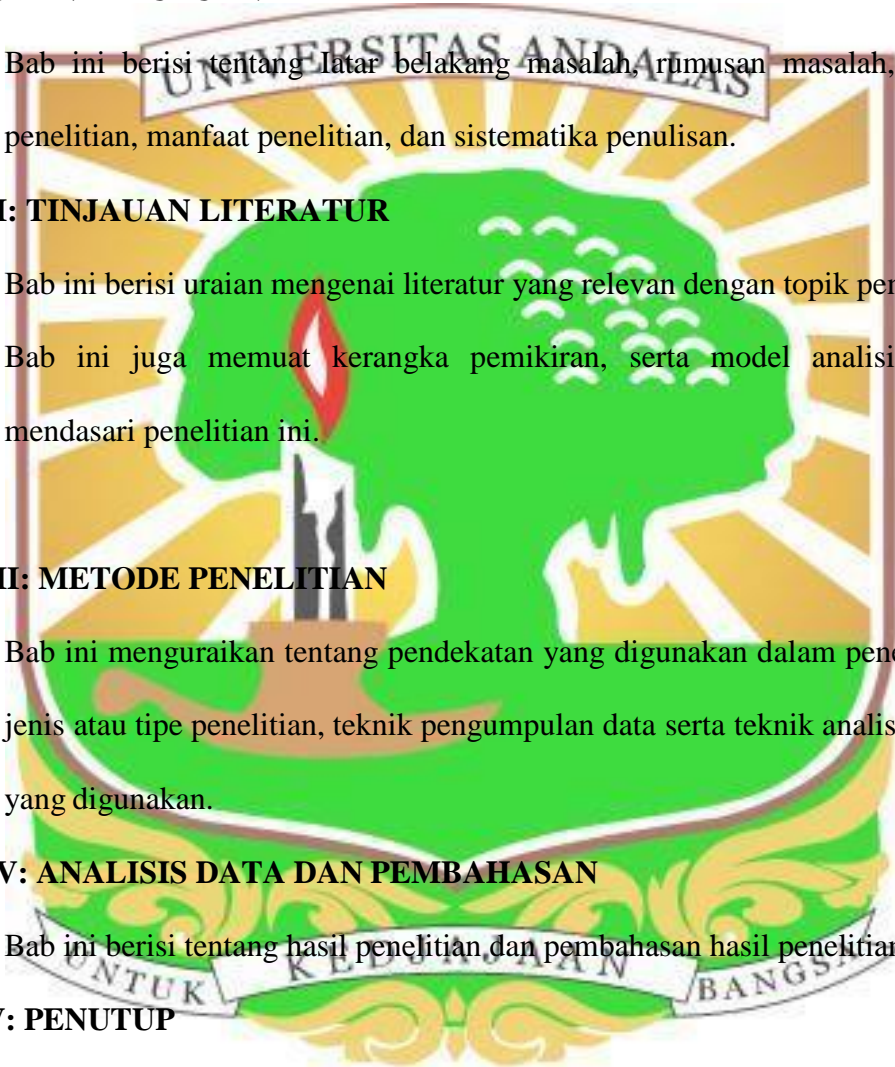 UNIVERSITAS ANDALAS
Bab ini berisi tentang latar belakang masalah, rumusan masalah,
penelitian, manfaat penelitian, dan sistematika penulisan.
I: TINJAUAN LITERATUR
Bab ini berisi uraian mengenai literatur yang relevan dengan topik pen
Bab ini juga memuat kerangka pemikiran, serta model analisi
mendasari penelitian ini.
II: METODE PENELITIAN
Bab ini menguraikan tentang pendekatan yang digunakan dalam pene
jenis atau tipe penelitian, teknik pengumpulan data serta teknik analis
yang digunakan.
V: ANALISIS DATA DAN PEMBAHASAN
Bab ini berisi tentang hasil penelitian dan pembahasan hasil penelitian
UNTUK KEDJAJAAN BANGSA
V: PENUTUP